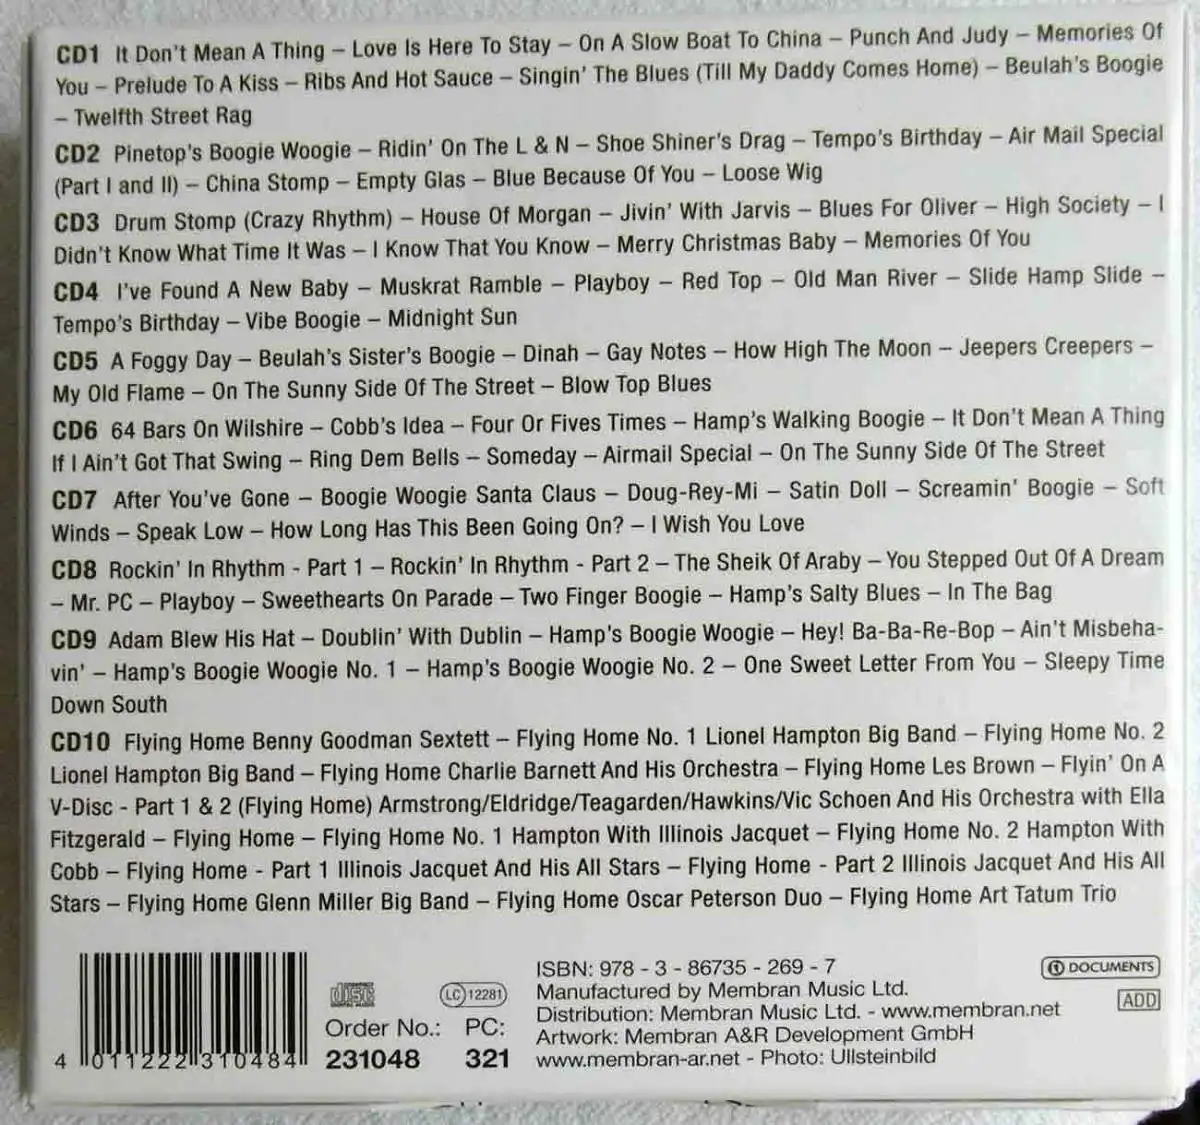 CD1 It Don't Mean A Thing – Love Is Here To Stay – On A Slow Boat To China – Punch And Judy – Memories Of
You – Prelude To A Kiss – Ribs And Hot Sauce – Singin' The Blues (Till My Daddy Comes Home) – Beulah's Boogie
– Twelfth Street Rag
CD2 Pinetop's Boogie Woogie – Ridin' On The L & N – Shoe Shiner's Drag – Tempo's Birthday – Air Mail Special
(Part I and II) – China Stomp – Empty Glas – Blue Because Of You – Loose Wig
CD3 Drum Stomp (Crazy Rhythm) – House Of Morgan – Jivin' With Jarvis – Blues For Oliver – High Society – I
Didn't Know What Time It Was – I Know That You Know – Merry Christmas Baby – Memories Of You
CD4 I've Found A New Baby – Muskrat Ramble – Playboy – Red Top – Old Man River – Slide Hamp Slide –
Tempo's Birthday – Vibe Boogie – Midnight Sun
CD5 A Foggy Day – Beulah's Sister's Boogie – Dinah – Gay Notes – How High The Moon – Jeepers Creepers –
My Old Flame – On The Sunny Side Of The Street – Blow Top Blues
CD6 64 Bars On Wilshire – Cobb's Idea – Four Or Fives Times – Hamp's Walking Boogie – It Don't Mean A Thing
If I Ain't Got That Swing – Ring Dem Bells – Someday – Airmail Special – On The Sunny Side Of The Street
CD7 After You've Gone – Boogie Woogie Santa Claus – Doug-Rey-Mi – Satin Doll – Screamin' Boogie – Soft
Winds – Speak Low – How Long Has This Been Going On? – I Wish You Love
CD8 Rockin' In Rhythm - Part 1 – Rockin' In Rhythm - Part 2 – The Sheik Of Araby – You Stepped Out Of A Dream
– Mr. PC – Playboy – Sweethearts On Parade – Two Finger Boogie – Hamp's Salty Blues – In The Bag
CD9 Adam Blew His Hat – Doublin' With Dublin – Hamp's Boogie Woogie – Hey! Ba-Ba-Re-Bop – Ain't Misbeha-
vin' – Hamp's Boogie Woogie No. 1 – Hamp's Boogie Woogie No. 2 – One Sweet Letter From You – Sleepy Time
Down South
CD10 Flying Home Benny Goodman Sextett – Flying Home No. 1 Lionel Hampton Big Band – Flying Home No. 2
Lionel Hampton Big Band – Flying Home Charlie Barnett And His Orchestra – Flying Home Les Brown – Flyin' On A
V-Disc - Part 1 & 2 (Flying Home) Armstrong/Eldridge/Teagarden/Hawkins/Vic Schoen And His Orchestra with Ella
Fitzgerald – Flying Home – Flying Home No. 1 Hampton With Illinois Jacquet – Flying Home No. 2 Hampton With
Cobb – Flying Home - Part 1 Illinois Jacquet And His All Stars – Flying Home - Part 2 Illinois Jacquet And His All
Stars – Flying Home Glenn Miller Big Band – Flying Home Oscar Peterson Duo – Flying Home Art Tatum Trio
4 011222 310484
disc
LC 12281
Order No.: PC:
231048 321
ISBN: 978 - 3 - 86735 - 269 - 7
Manufactured by Membran Music Ltd.
Distribution: Membran Music Ltd. - www.membran.net
Artwork: Membran A&R Development GmbH
www.membran-ar.net - Photo: Ullsteinbild
DOCUMENTS
ADD